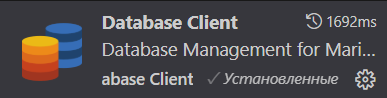 Database Client 1692ms
Database Management for Mari...
abase Client ✓Установленные